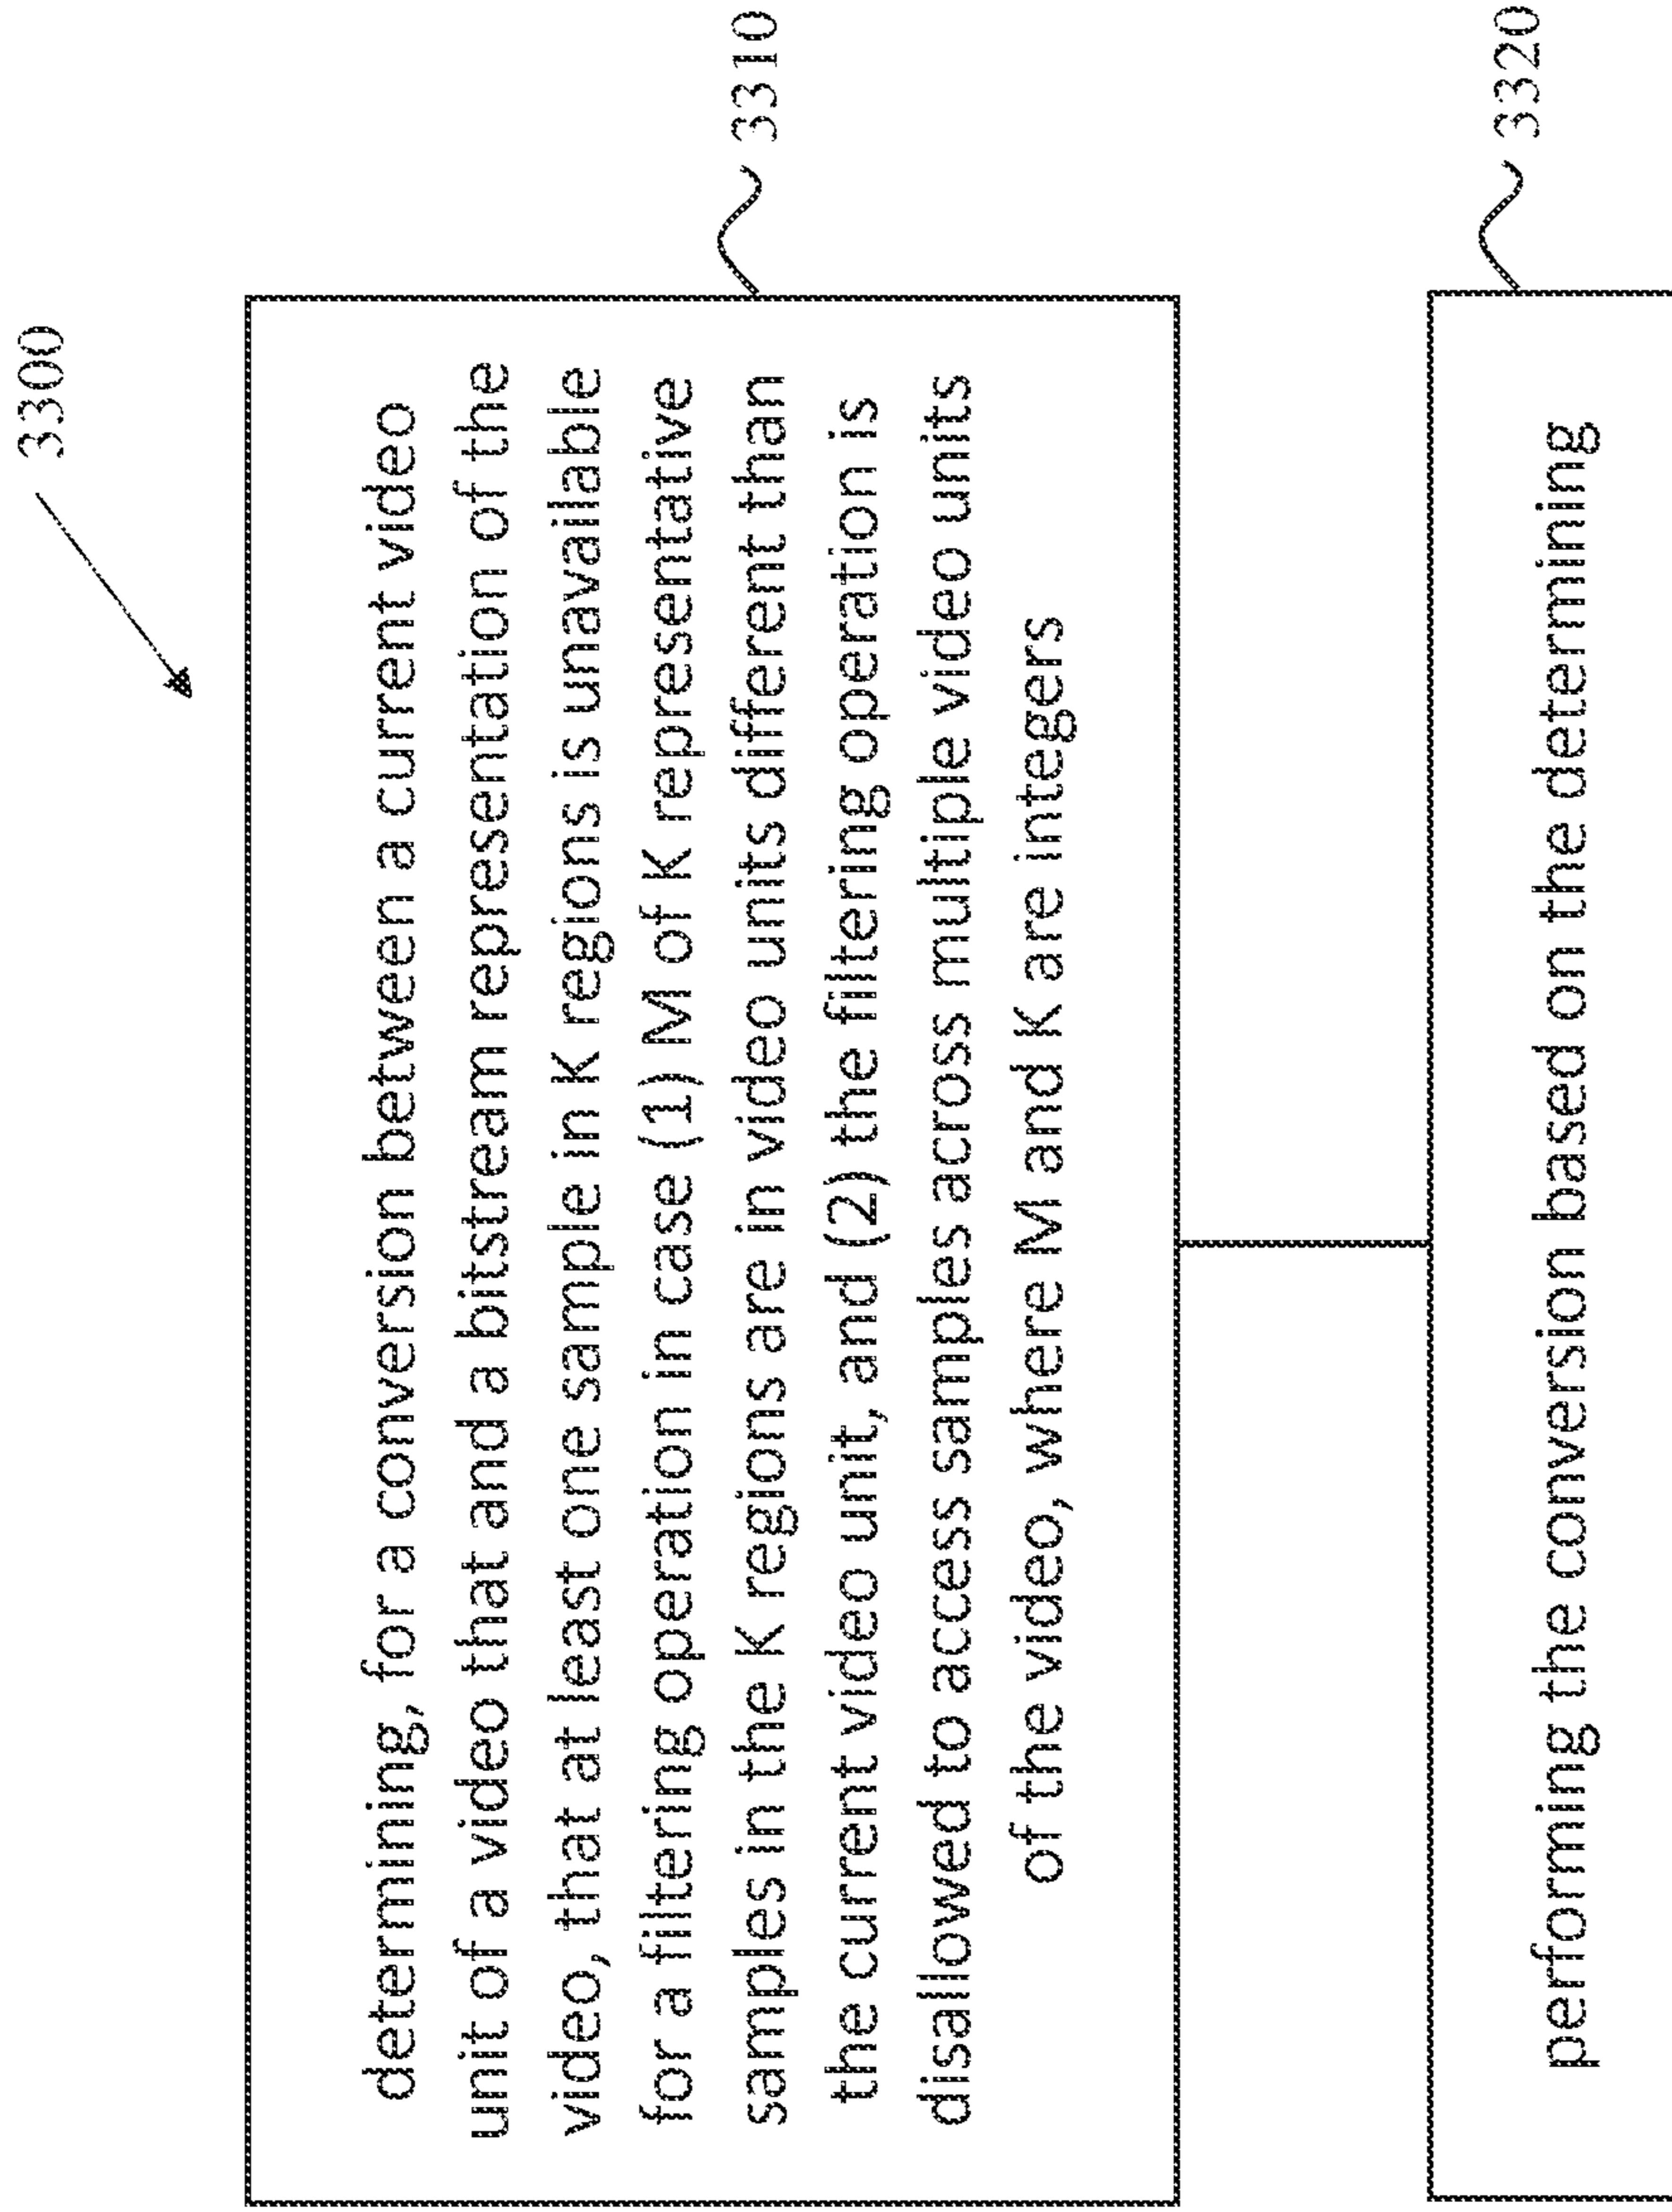 3300
determining, for a conversion between a current video
unit of a video that and a bitstream representation of the
video, that at least one sample in K regions is unavailable
for a filtering operation in case (1) M of K representative
samples in the K regions are in video units different than
the current video unit, and (2) the filtering operation is
disallowed to access samples across multiple video units
of the video, where M and K are integers
3310
performing the conversion based on the determining
3320